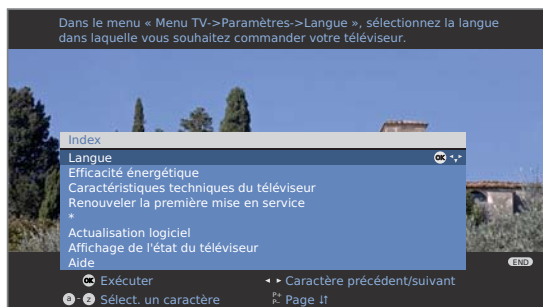 Dans le menu « Menu TV->Paramètres->Langue », sélectionnez la langue
dans laquelle vous souhaitez commander votre téléviseur.
Index
Langue OK
Efficacité énergétique
Caractéristiques techniques du téléviseur
Renouveler la première mise en service
*
Actualisation logiciel
Affichage de l'état du téléviseur
Aide
END
OK Exécuter
Caractère précédent/suivant
a - z Sélect. un caractère
P+ P– Page